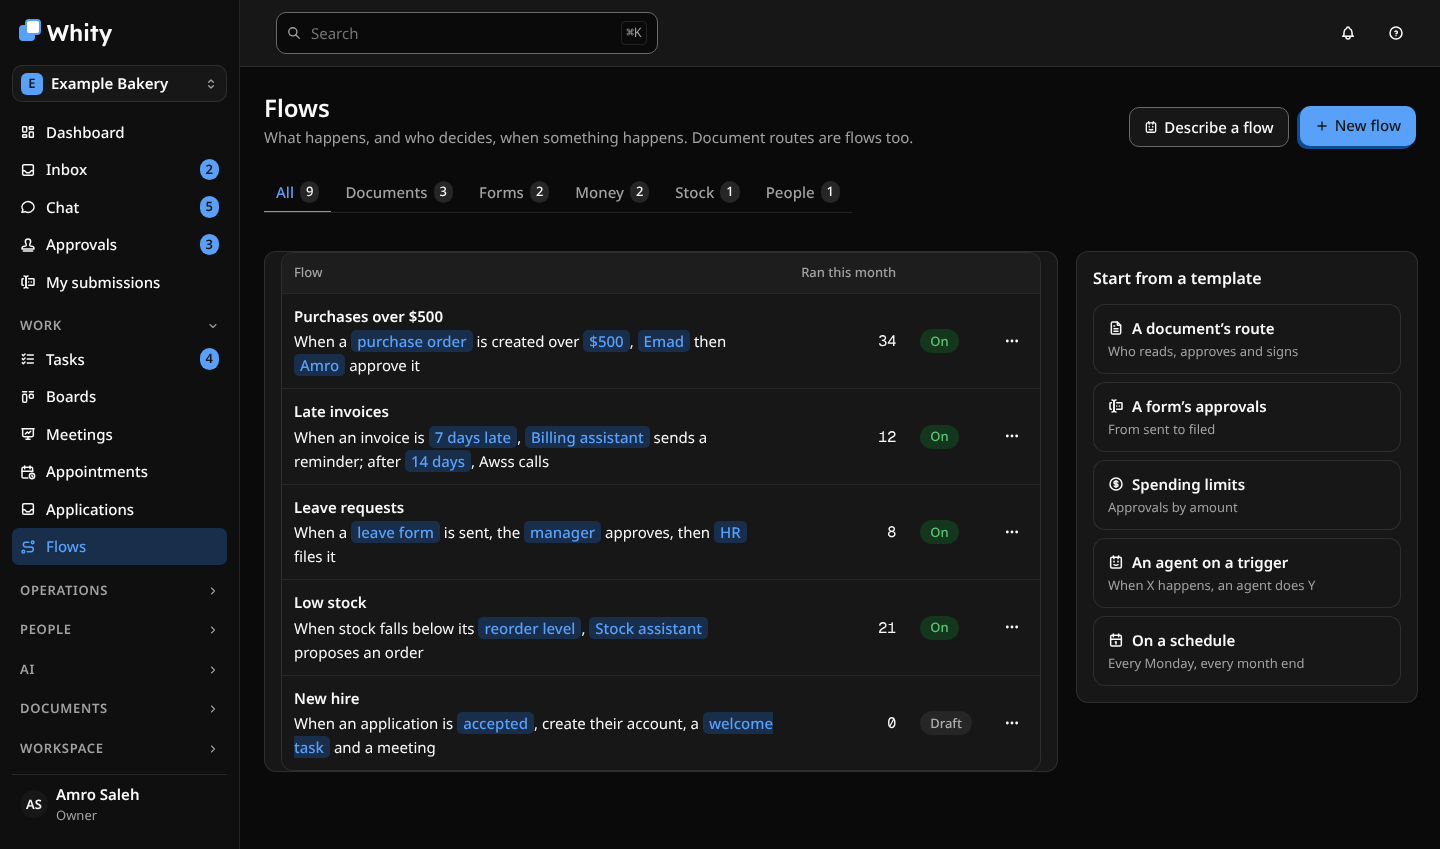 Whity
Search
⌘K
E Example Bakery
Dashboard
Inbox 2
Chat 5
Approvals 3
My submissions
WORK
Tasks 4
Boards
Meetings
Appointments
Applications
Flows
OPERATIONS
PEOPLE
AI
DOCUMENTS
WORKSPACE
AS Amro Saleh
Owner
Flows
What happens, and who decides, when something happens. Document routes are flows too.
Describe a flow
+ New flow
All 9 Documents 3 Forms 2 Money 2 Stock 1 People 1
Flow Ran this month
Purchases over $500
When a purchase order is created over $500, Emad then
Amro approve it
34 On
Late invoices
When an invoice is 7 days late, Billing assistant sends a
reminder; after 14 days, Awss calls
12 On
Leave requests
When a leave form is sent, the manager approves, then HR
files it
8 On
Low stock
When stock falls below its reorder level, Stock assistant
proposes an order
21 On
New hire
When an application is accepted, create their account, a welcome
task and a meeting
0 Draft
Start from a template
A document’s route
Who reads, approves and signs
A form’s approvals
From sent to filed
Spending limits
Approvals by amount
An agent on a trigger
When X happens, an agent does Y
On a schedule
Every Monday, every month end